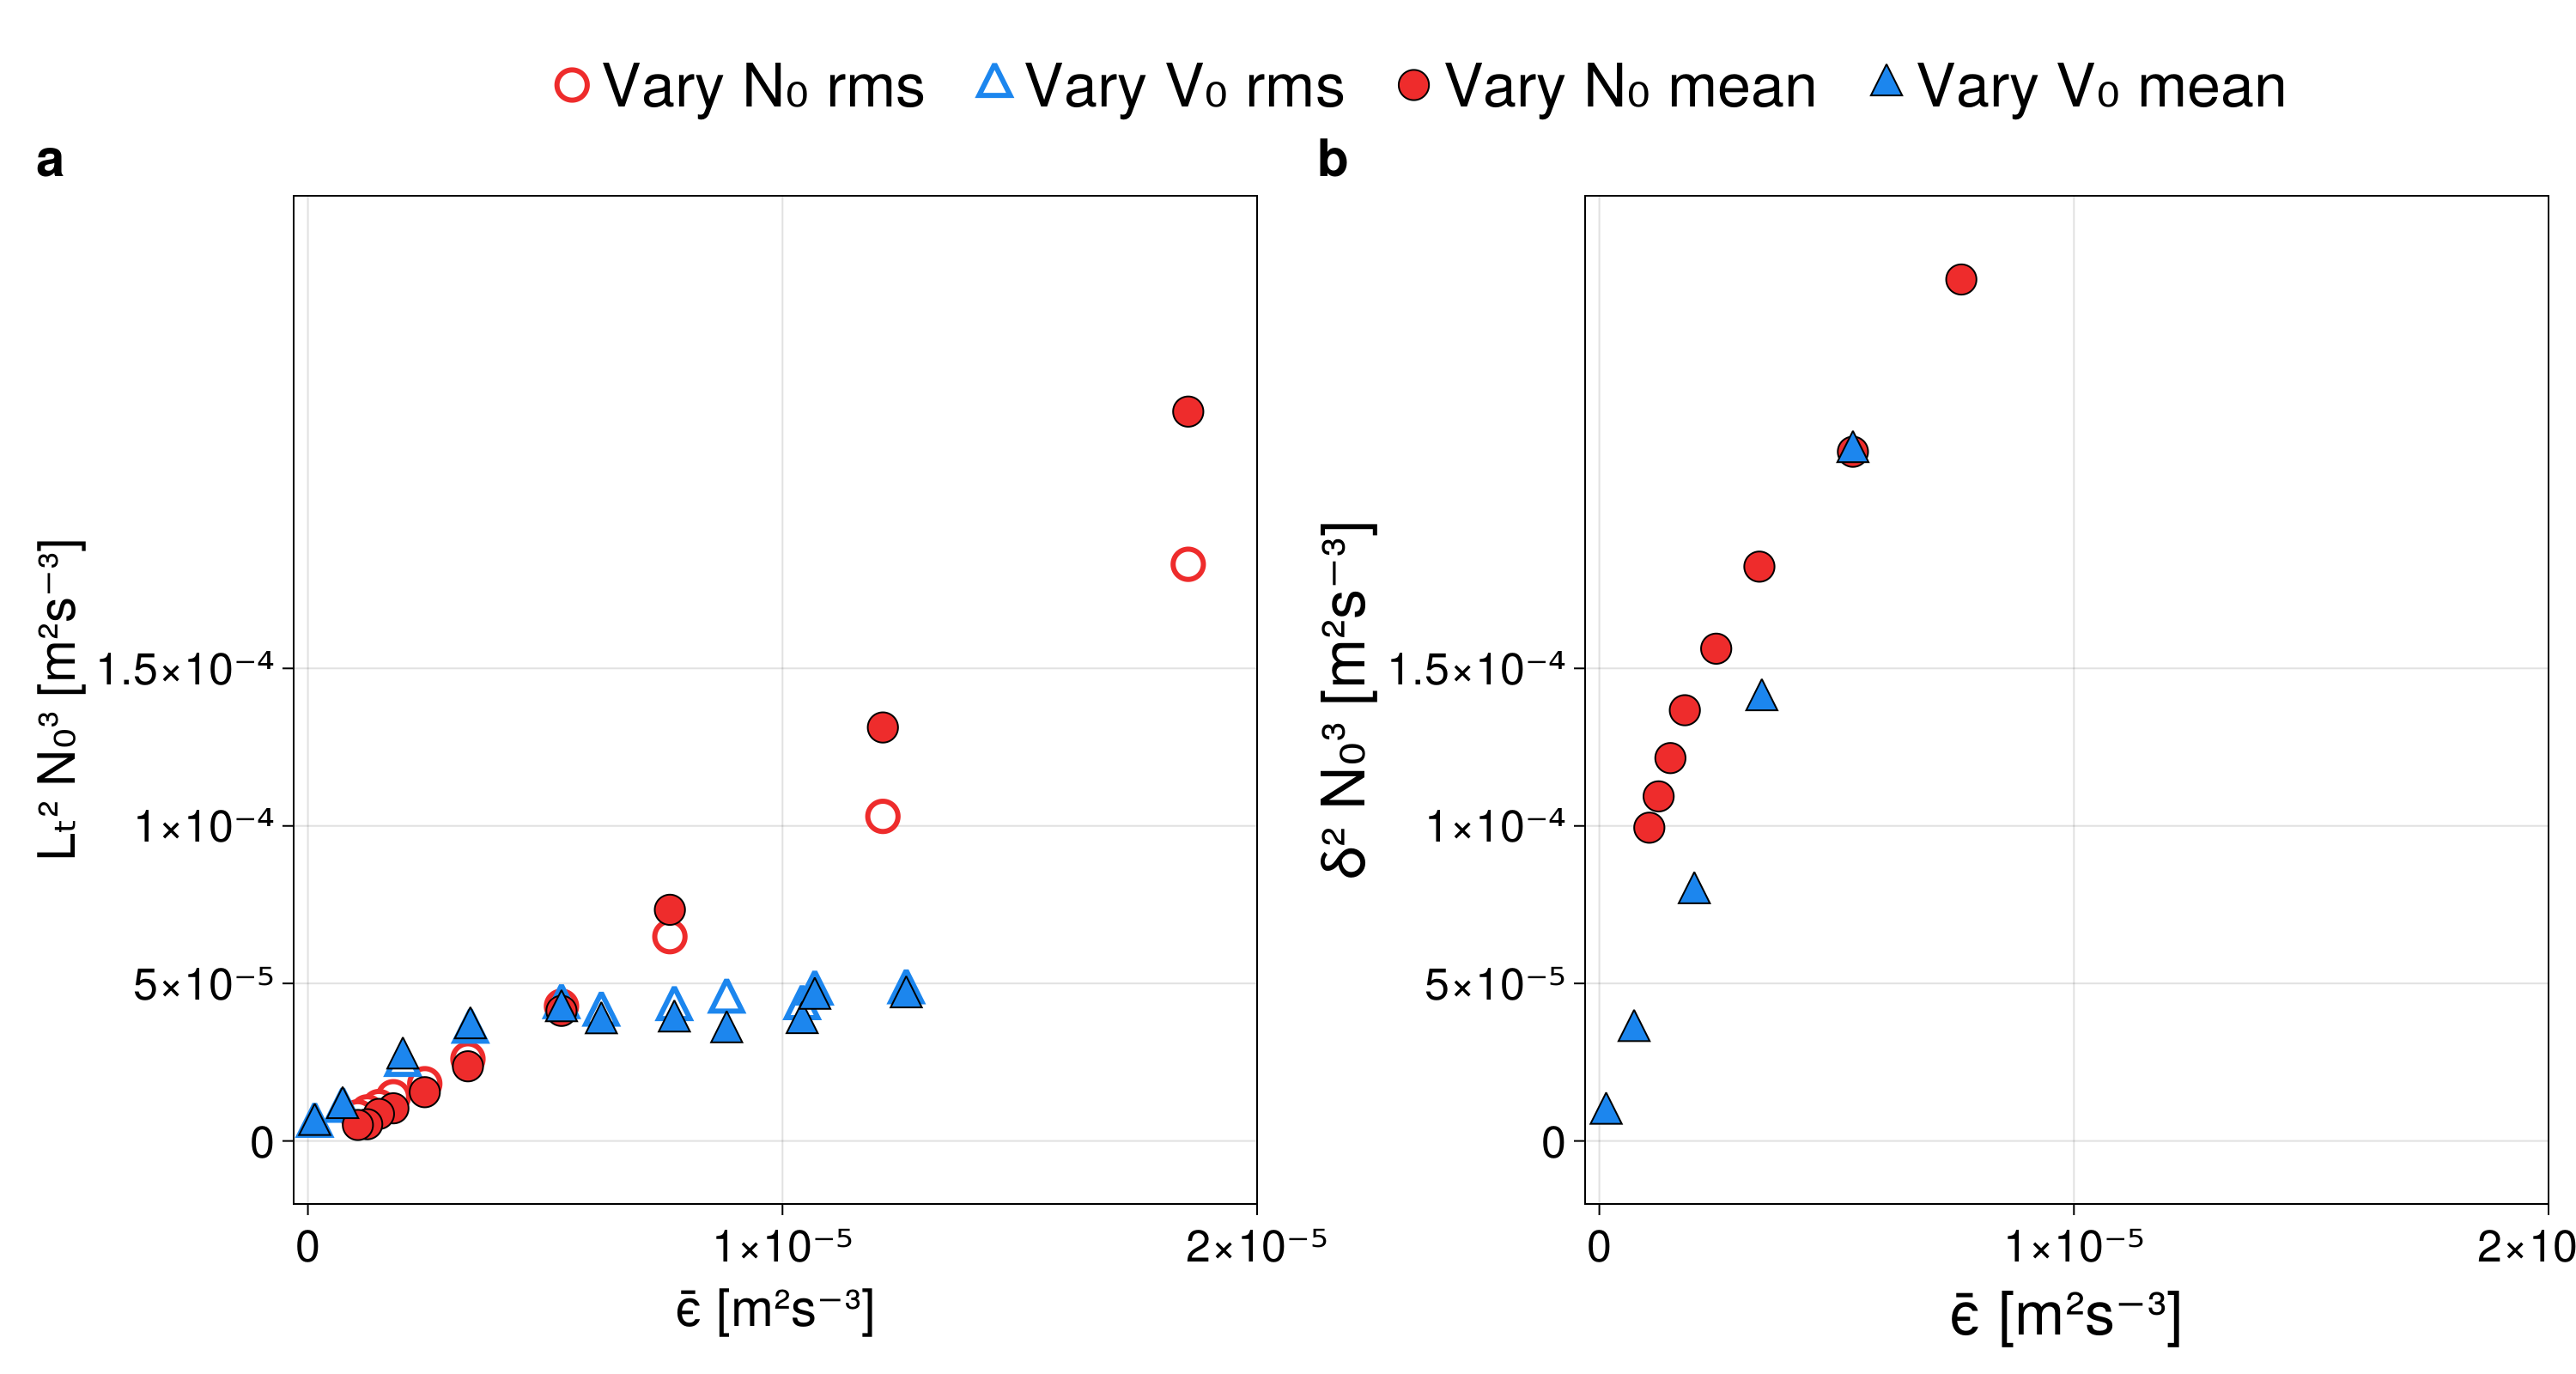 Vary N₀ rms Vary V₀ rms Vary N₀ mean Vary V₀ mean
a
b
Lₜ² N₀³ [m²s⁻³]
1.5×10⁻⁴
1×10⁻⁴
5×10⁻⁵
0
0 1×10⁻⁵ 2×10⁻⁵
ϵ̄ [m²s⁻³]
δ² N₀³ [m²s⁻³]
1.5×10⁻⁴
1×10⁻⁴
5×10⁻⁵
0
0 1×10⁻⁵ 2×10
ϵ̄ [m²s⁻³]